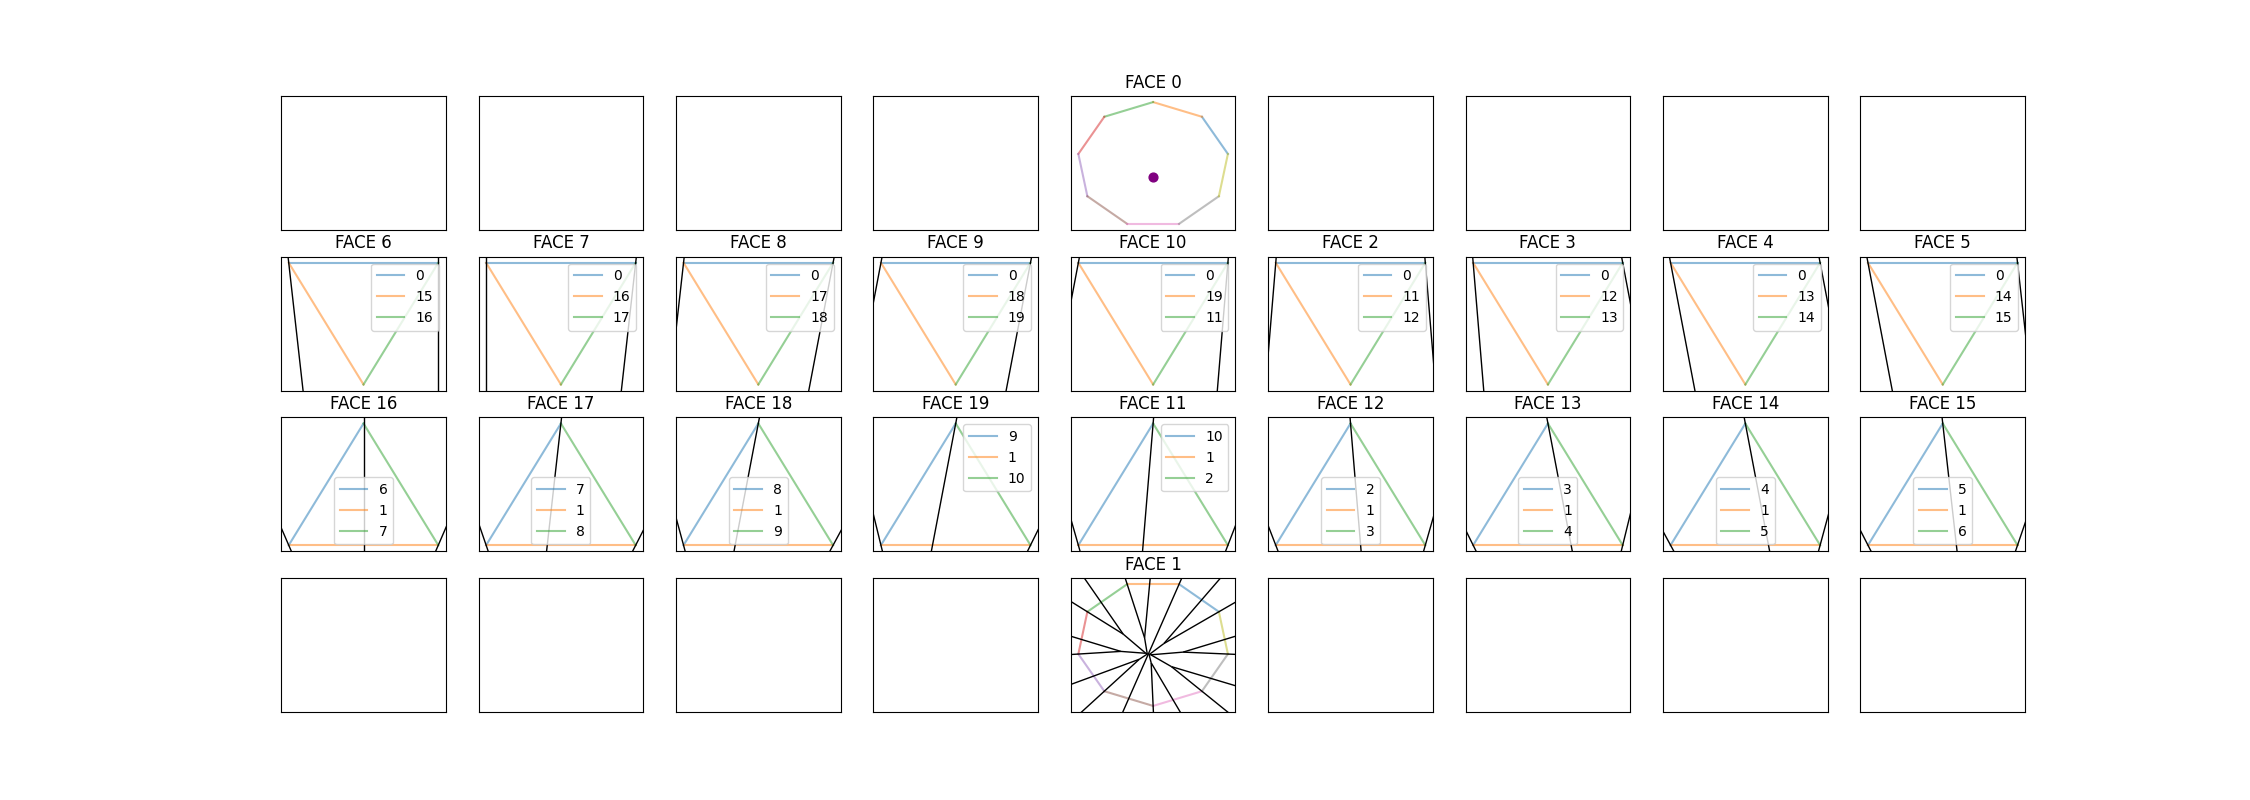 FACE 0
FACE 6
FACE 7
FACE 8
FACE 9
FACE 10
FACE 2
FACE 3
FACE 4
FACE 5
0
15
16
0
16
17
0
17
18
0
18
19
0
19
11
0
11
12
0
12
13
0
13
14
0
14
15
FACE 16
FACE 17
FACE 18
FACE 19
FACE 11
FACE 12
FACE 13
FACE 14
FACE 15
6
1
7
7
1
8
8
1
9
9
1
10
10
1
2
2
1
3
3
1
4
4
1
5
5
1
6
FACE 1